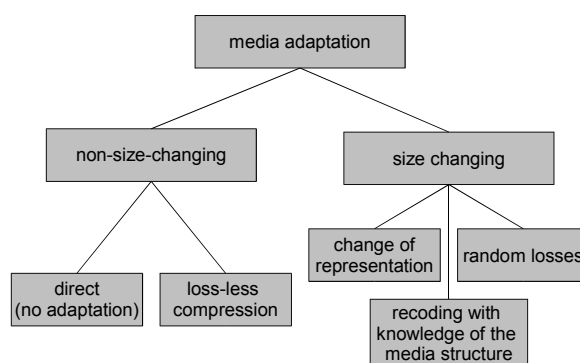 media adaptation
non-size-changing
size changing
change of
representation
random losses
direct
(no adaptation)
loss-less
compression
recoding with
knowledge of the
media structure